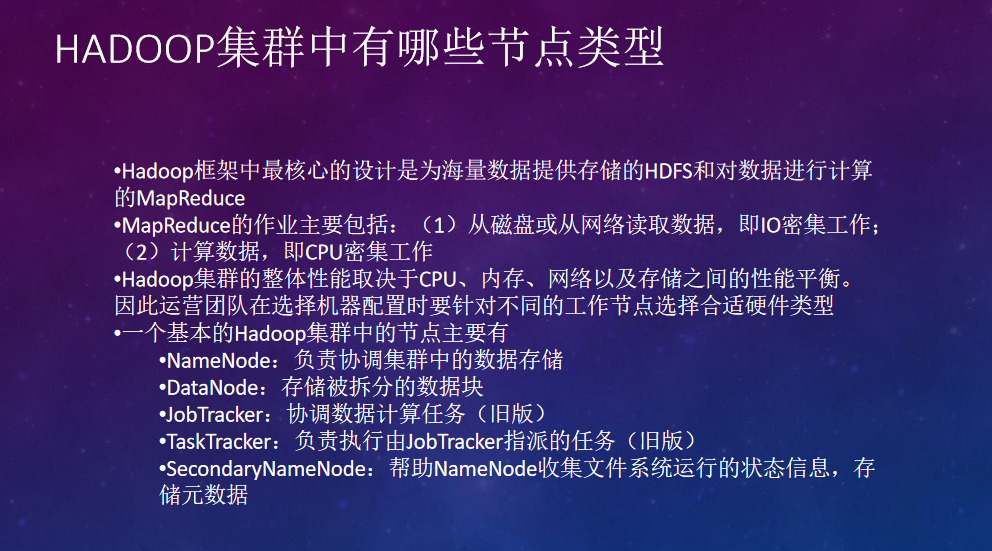 HADOOP集群中有哪些节点类型
•Hadoop框架中最核心的设计是为海量数据提供存储的HDFS和对数据进行计算
的MapReduce
•MapReduce的作业主要包括：（1）从磁盘或从网络读取数据，即IO密集工作；
（2）计算数据，即CPU密集工作
•Hadoop集群的整体性能取决于CPU、内存、网络以及存储之间的性能平衡。
因此运营团队在选择机器配置时要针对不同的工作节点选择合适硬件类型
•一个基本的Hadoop集群中的节点主要有
•NameNode：负责协调集群中的数据存储
•DataNode：存储被拆分的数据块
•JobTracker：协调数据计算任务（旧版）
•TaskTracker：负责执行由JobTracker指派的任务（旧版）
•SecondaryNameNode：帮助NameNode收集文件系统运行的状态信息，存
储元数据